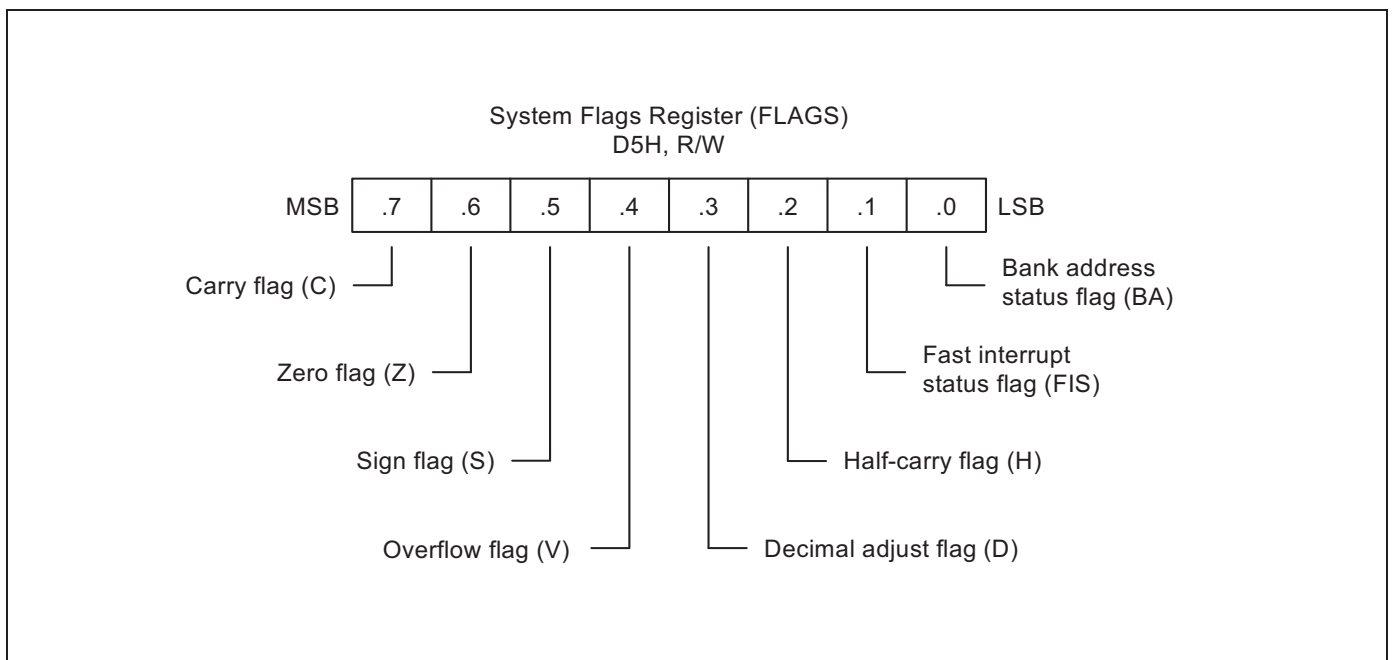 System Flags Register (FLAGS)
D5H, R/W
MSB .7 .6 .5 .4 .3 .2 .1 .0 LSB
Carry flag (C)
Bank address
status flag (BA)
Zero flag (Z)
Fast interrupt
status flag (FIS)
Sign flag (S)
Half-carry flag (H)
Overflow flag (V)
Decimal adjust flag (D)